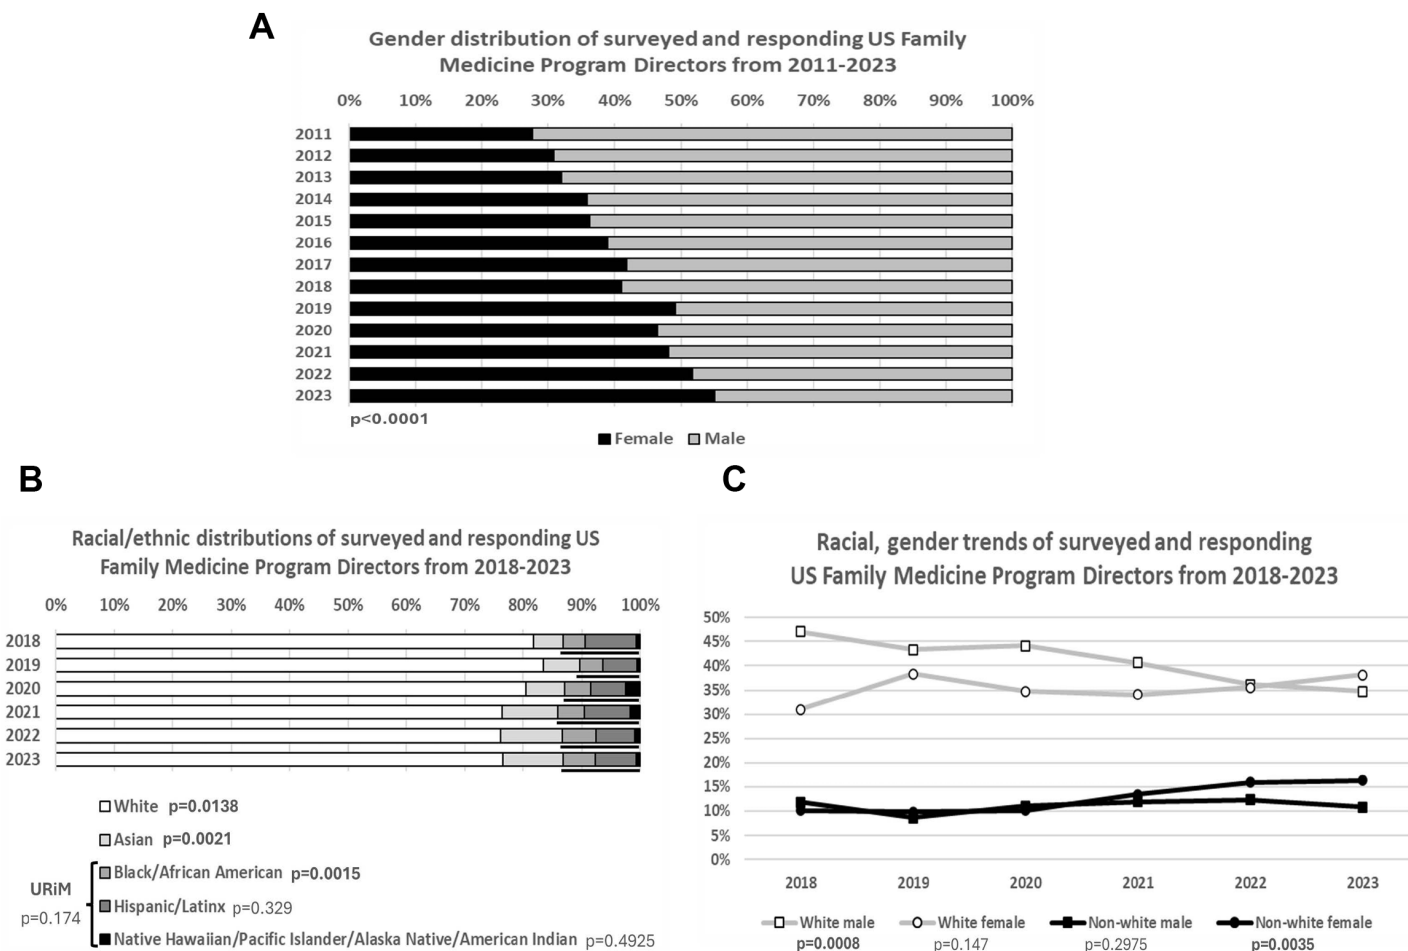 A
Gender distribution of surveyed and responding US Family
Medicine Program Directors from 2011-2023
0% 10% 20% 30% 40% 50% 60% 70% 80% 90% 100%
2011
2012
2013
2014
2015
2016
2017
2018
2019
2020
2021
2022
2023
p<0.0001
Female Male
B
Racial/ethnic distributions of surveyed and responding US
Family Medicine Program Directors from 2018-2023
0% 10% 20% 30% 40% 50% 60% 70% 80% 90% 100%
2018
2019
2020
2021
2022
2023
White p=0.0138
Asian p=0.0021
Black/African American p=0.0015
URiM
p=0.174
Hispanic/Latinx p=0.329
Native Hawaiian/Pacific Islander/Alaska Native/American Indian p=0.4925
C
Racial, gender trends of surveyed and responding
US Family Medicine Program Directors from 2018-2023
50%
45%
40%
35%
30%
25%
20%
15%
10%
5%
0%
2018 2019 2020 2021 2022 2023
White male White female Non-white male Non-white female
p=0.0008 p=0.147 p=0.2975 p=0.0035